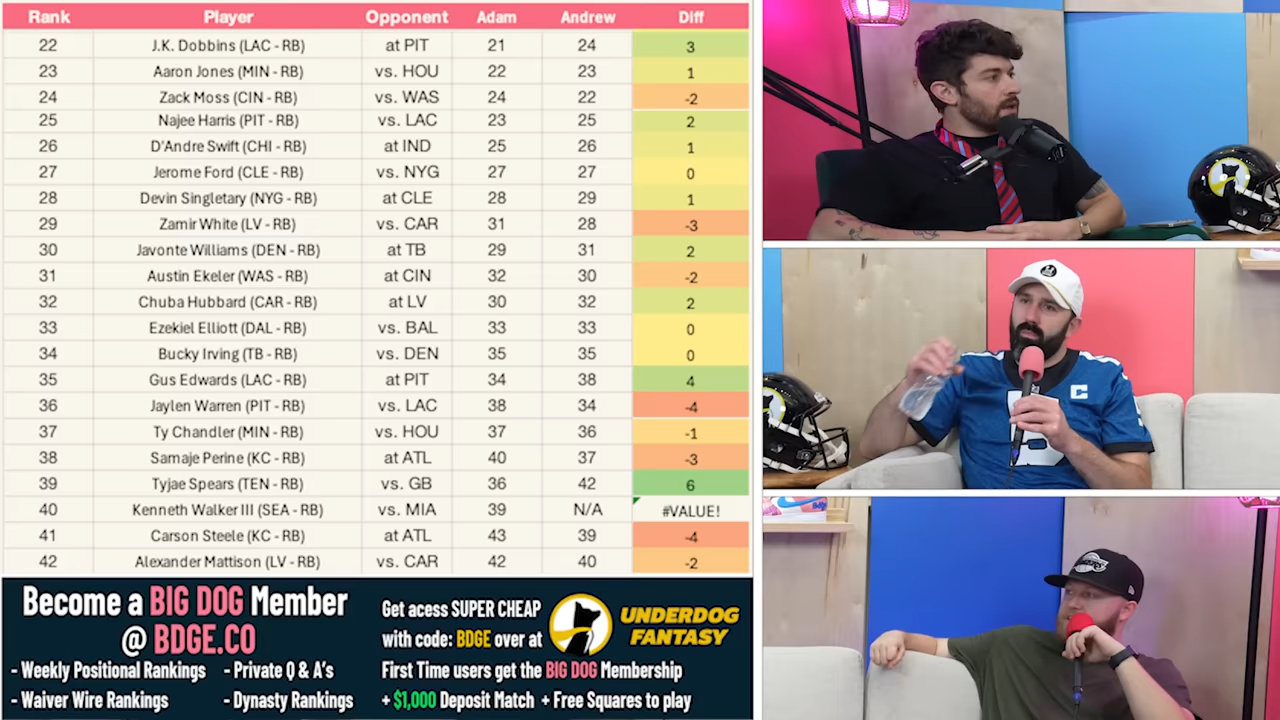 Rank Player Opponent Adam Andrew Diff
22 J.K. Dobbins (LAC - RB) at PIT 21 24 3
23 Aaron Jones (MIN - RB) vs. HOU 22 23 1
24 Zack Moss (CIN - RB) vs. WAS 24 22 -2
25 Najee Harris (PIT - RB) vs. LAC 23 25 2
26 D'Andre Swift (CHI - RB) at IND 25 26 1
27 Jerome Ford (CLE - RB) vs. NYG 27 27 0
28 Devin Singletary (NYG - RB) at CLE 28 29 1
29 Zamir White (LV - RB) vs. CAR 31 28 -3
30 Javonte Williams (DEN - RB) at TB 29 31 2
31 Austin Ekeler (WAS - RB) at CIN 32 30 -2
32 Chuba Hubbard (CAR - RB) at LV 30 32 2
33 Ezekiel Elliott (DAL - RB) vs. BAL 33 33 0
34 Bucky Irving (TB - RB) vs. DEN 35 35 0
35 Gus Edwards (LAC - RB) at PIT 34 38 4
36 Jaylen Warren (PIT - RB) vs. LAC 38 34 -4
37 Ty Chandler (MIN - RB) vs. HOU 37 36 -1
38 Samaje Perine (KC - RB) at ATL 40 37 -3
39 Tyjae Spears (TEN - RB) vs. GB 36 42 6
40 Kenneth Walker III (SEA - RB) vs. MIA 39 N/A #VALUE!
41 Carson Steele (KC - RB) at ATL 43 39 -4
42 Alexander Mattison (LV - RB) vs. CAR 42 40 -2
Become a BIG DOG Member
@ BDGE.CO
- Weekly Positional Rankings - Private Q & A's
- Waiver Wire Rankings - Dynasty Rankings
Get acess SUPER CHEAP
with code: BDGE over at
UNDERDOG
FANTASY
First Time users get the BIG DOG Membership
+ $1,000 Deposit Match + Free Squares to play
C